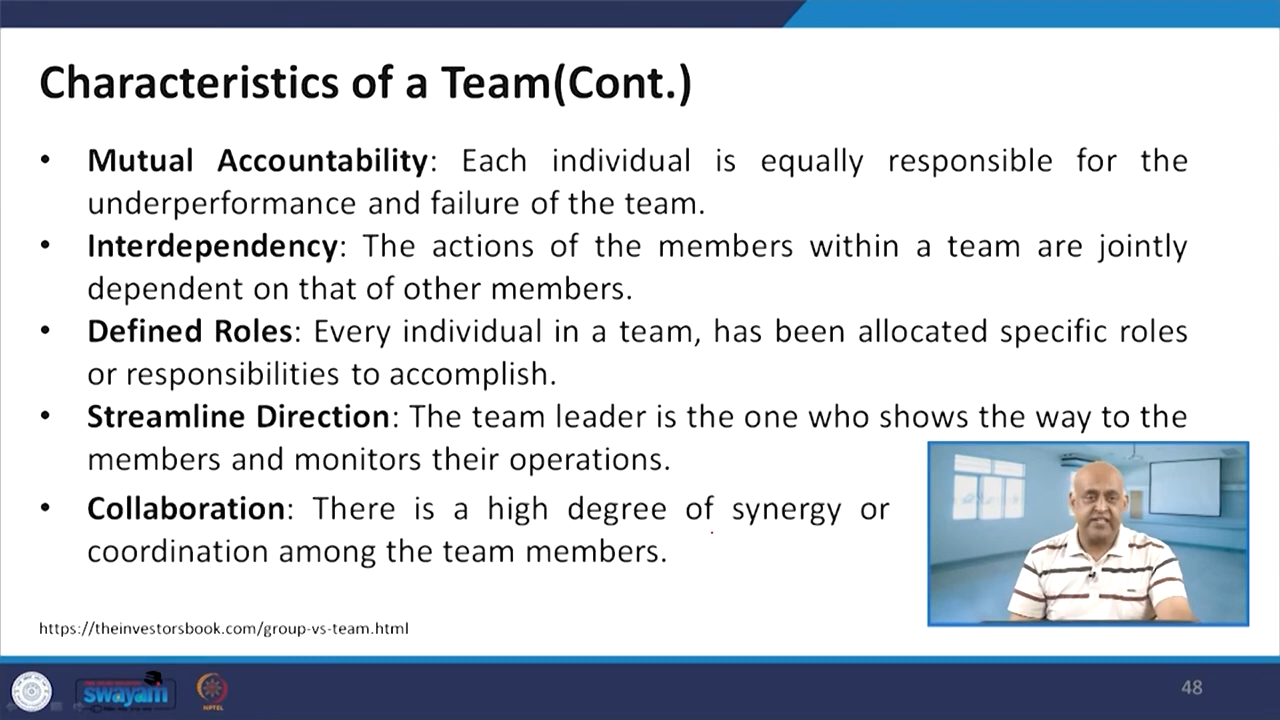 Characteristics of a Team(Cont.)
• Mutual Accountability: Each individual is equally responsible for the
underperformance and failure of the team.
• Interdependency: The actions of the members within a team are jointly
dependent on that of other members.
• Defined Roles: Every individual in a team, has been allocated specific roles
or responsibilities to accomplish.
• Streamline Direction: The team leader is the one who shows the way to the
members and monitors their operations.
• Collaboration: There is a high degree of synergy or
coordination among the team members.
https://theinvestorsbook.com/group-vs-team.html
swayam
NPTEL
48